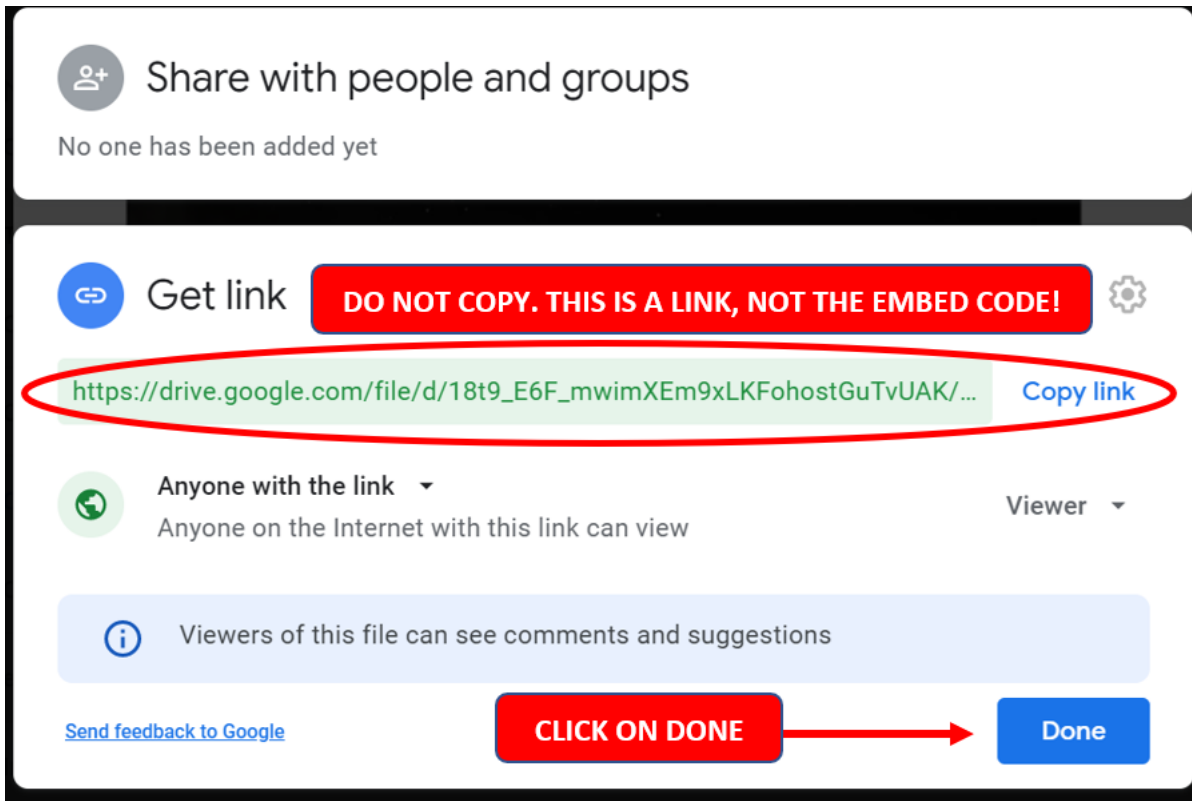 Share with people and groups
No one has been added yet
Get link
DO NOT COPY. THIS IS A LINK, NOT THE EMBED CODE!
https://drive.google.com/file/d/18t9_E6F_mwimXEm9xLKFohostGuTvUAK/...
Copy link
Anyone with the link
Anyone on the Internet with this link can view
Viewer
Viewers of this file can see comments and suggestions
Send feedback to Google
CLICK ON DONE
Done